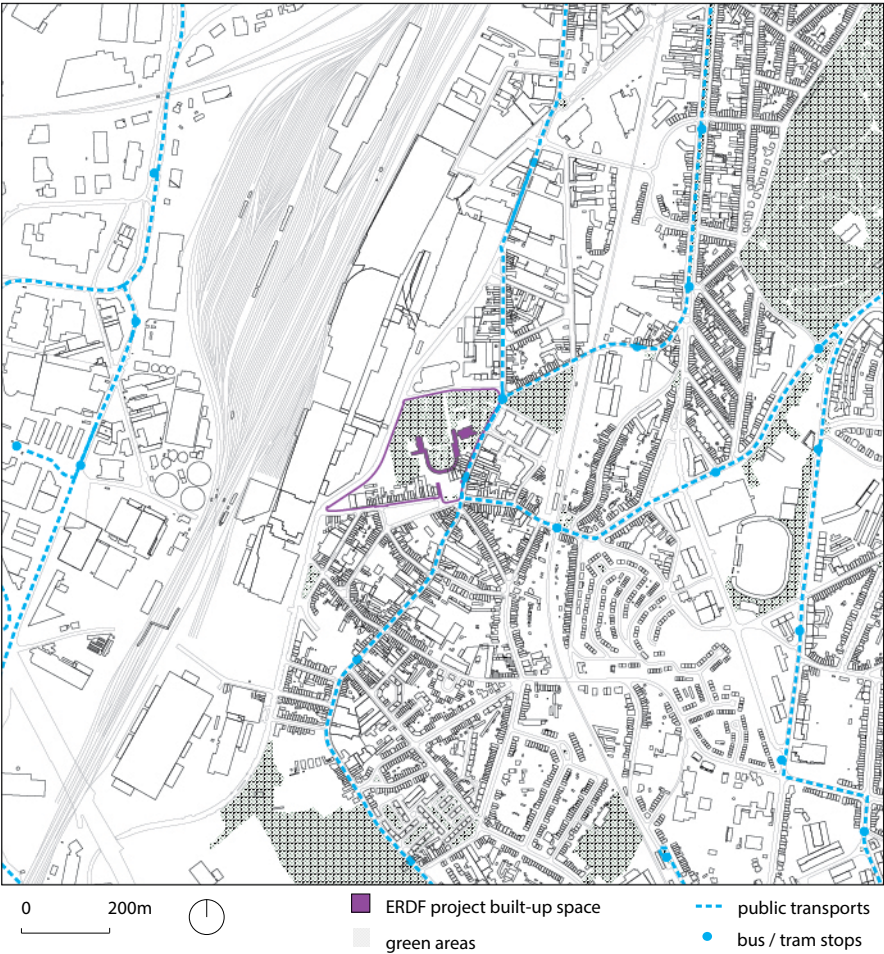 0 200m
ERDF project built-up space
green areas
public transports
bus / tram stops